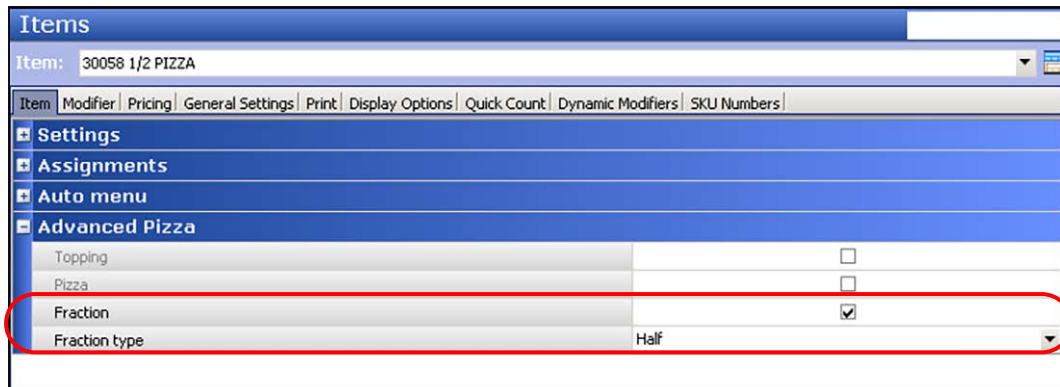 Items
Item: 30058 1/2 PIZZA
Item Modifier Pricing General Settings Print Display Options Quick Count Dynamic Modifiers SKU Numbers
Settings
Assignments
Auto menu
Advanced Pizza
Topping
Pizza
Fraction
Fraction type Half